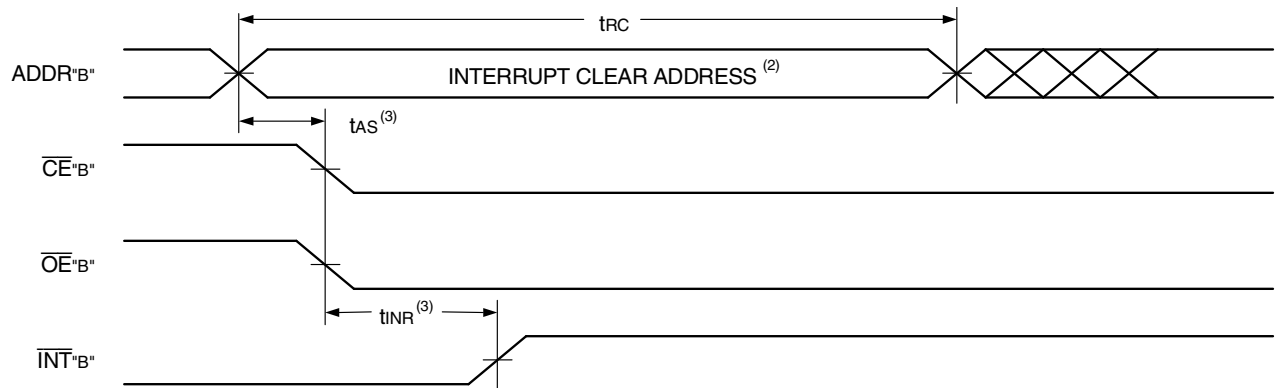 tRC
ADDR"B"
INTERRUPT CLEAR ADDRESS (2)
tAS(3)
CE"B"
OE"B"
tINR(3)
INT"B"